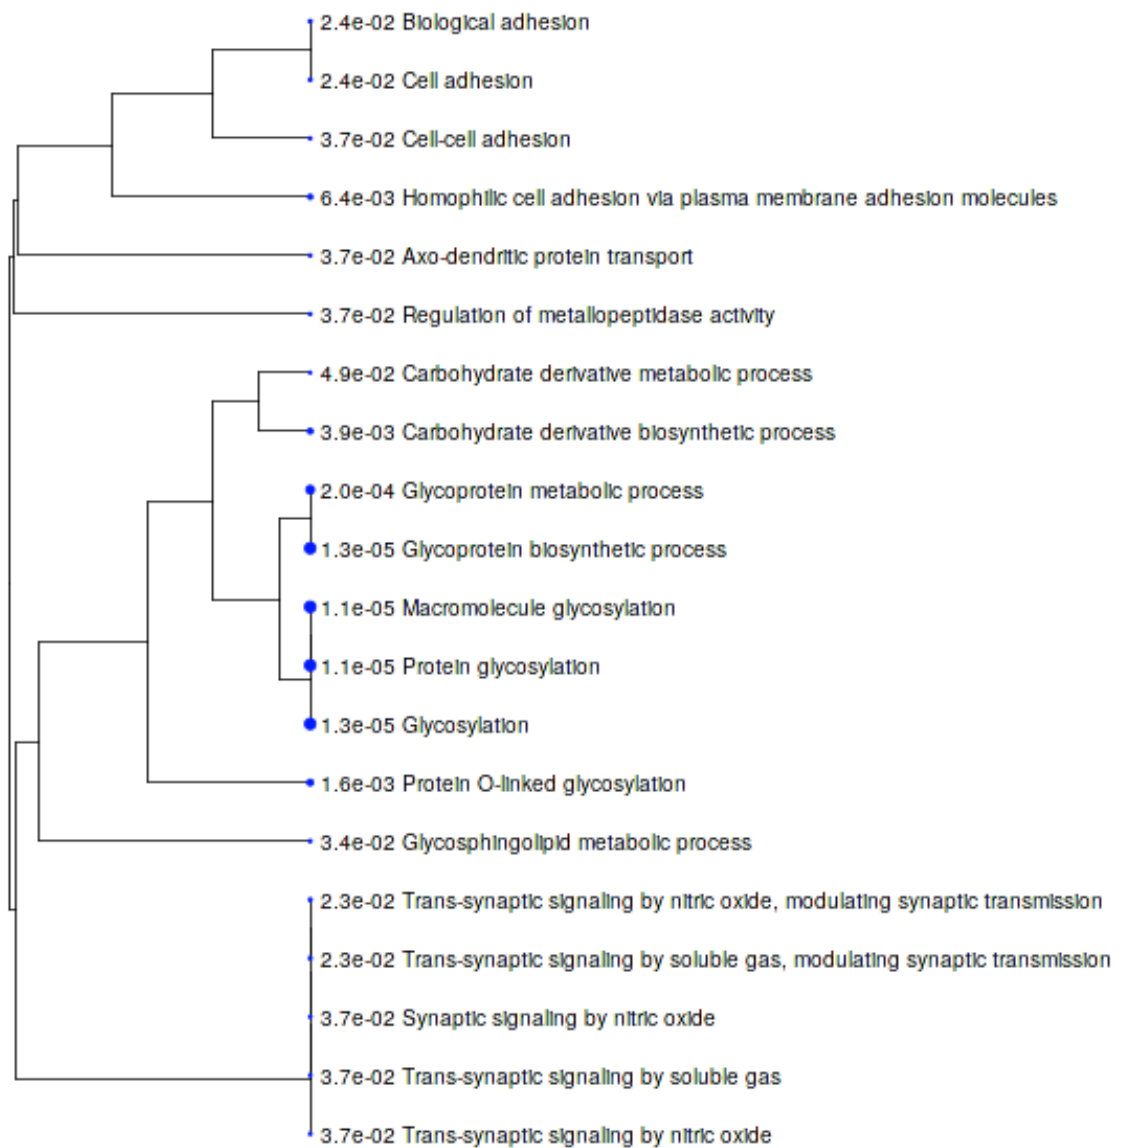 2.4e-02 Biological adhesion
2.4e-02 Cell adhesion
3.7e-02 Cell-cell adhesion
6.4e-03 Homophilic cell adhesion via plasma membrane adhesion molecules
3.7e-02 Axo-dendritic protein transport
3.7e-02 Regulation of metallopeptidase activity
4.9e-02 Carbohydrate derivative metabolic process
3.9e-03 Carbohydrate derivative biosynthetic process
2.0e-04 Glycoprotein metabolic process
1.3e-05 Glycoprotein biosynthetic process
1.1e-05 Macromolecule glycosylation
1.1e-05 Protein glycosylation
1.3e-05 Glycosylation
1.6e-03 Protein O-linked glycosylation
3.4e-02 Glycosphingolipid metabolic process
2.3e-02 Trans-synaptic signaling by nitric oxide, modulating synaptic transmission
2.3e-02 Trans-synaptic signaling by soluble gas, modulating synaptic transmission
3.7e-02 Synaptic signaling by nitric oxide
3.7e-02 Trans-synaptic signaling by soluble gas
3.7e-02 Trans-synaptic signaling by nitric oxide